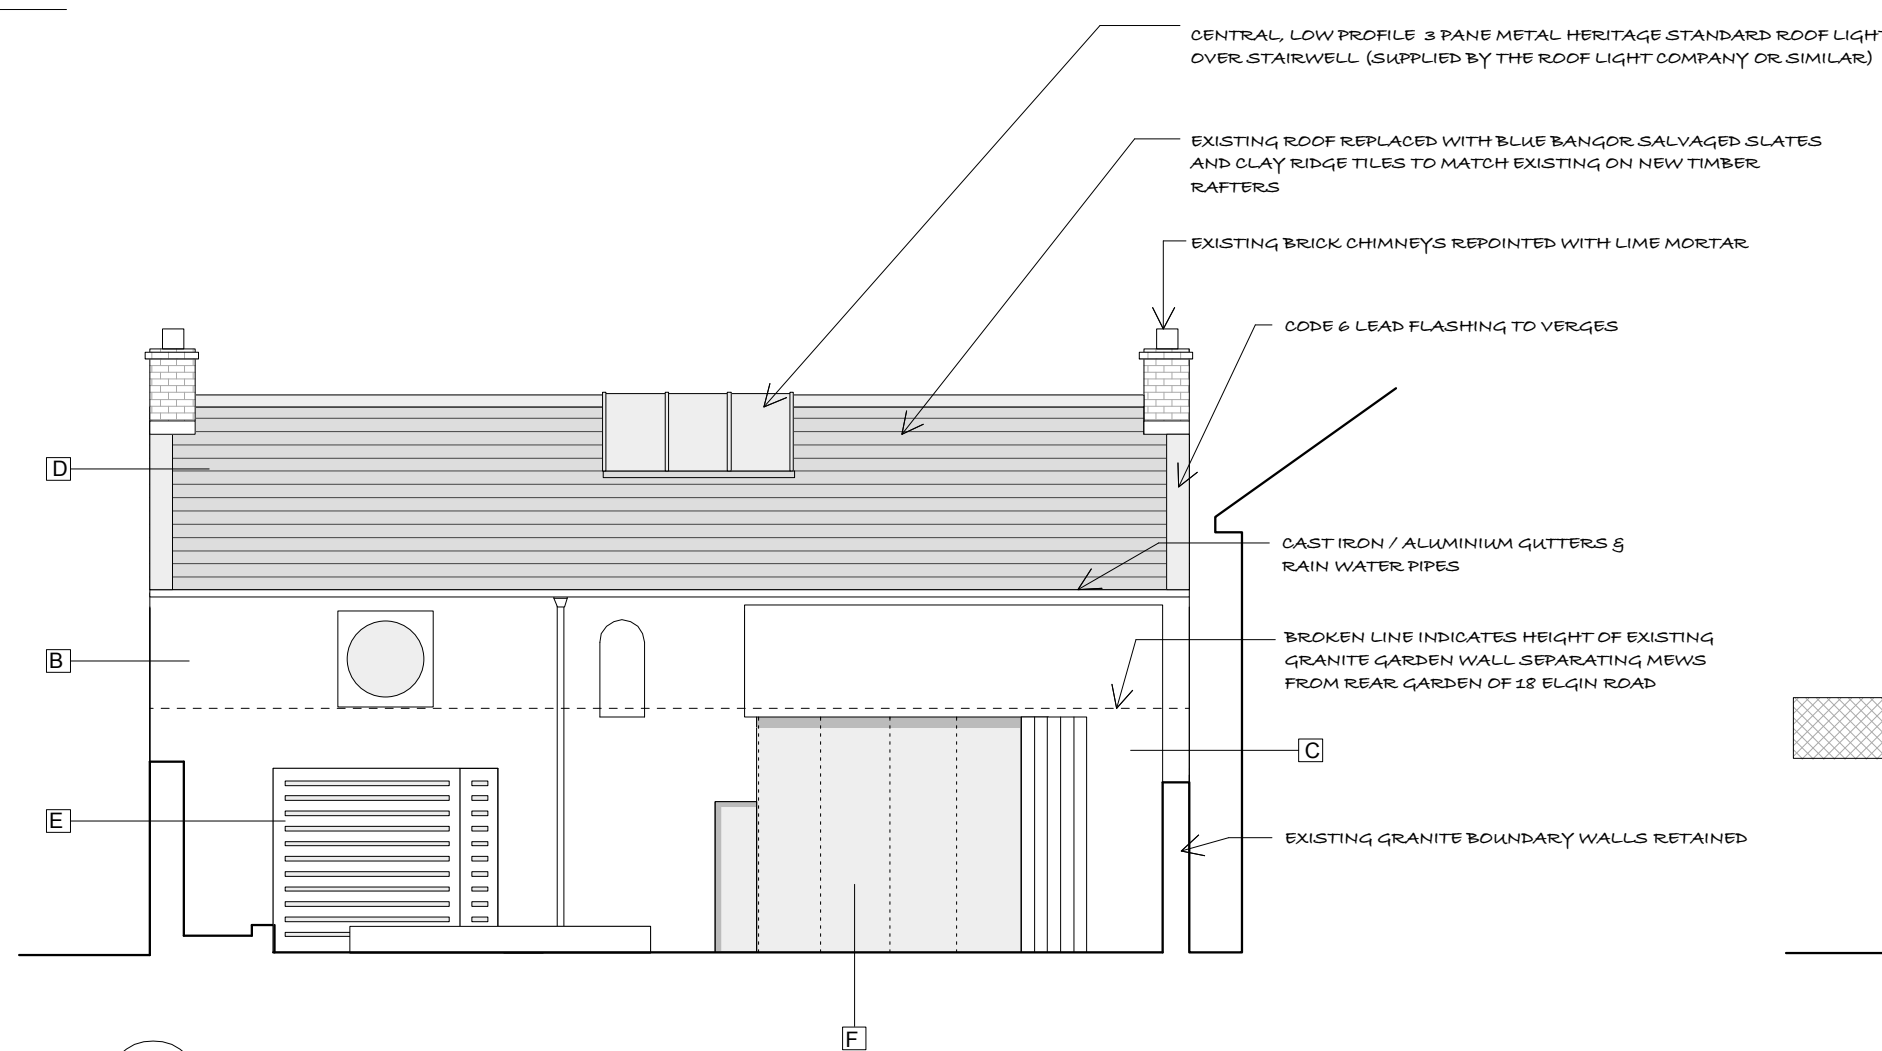 CENTRAL, LOW PROFILE 3 PANE METAL HERITAGE STANDARD ROOF LIGHT
OVER STAIRWELL (SUPPLIED BY THE ROOF LIGHT COMPANY OR SIMILAR)
EXISTING ROOF REPLACED WITH BLUE BANGOR SALVAGED SLATES
AND CLAY RIDGE TILES TO MATCH EXISTING ON NEW TIMBER
RAFTERS
EXISTING BRICK CHIMNEYS REPOINTED WITH LIME MORTAR
CODE 6 LEAD FLASHING TO VERGES
D
CAST IRON / ALUMINIUM GUTTERS &
RAIN WATER PIPES
BROKEN LINE INDICATES HEIGHT OF EXISTING
GRANITE GARDEN WALL SEPARATING MEWS
FROM REAR GARDEN OF 18 ELGIN ROAD
B
C
E
EXISTING GRANITE BOUNDARY WALLS RETAINED
F